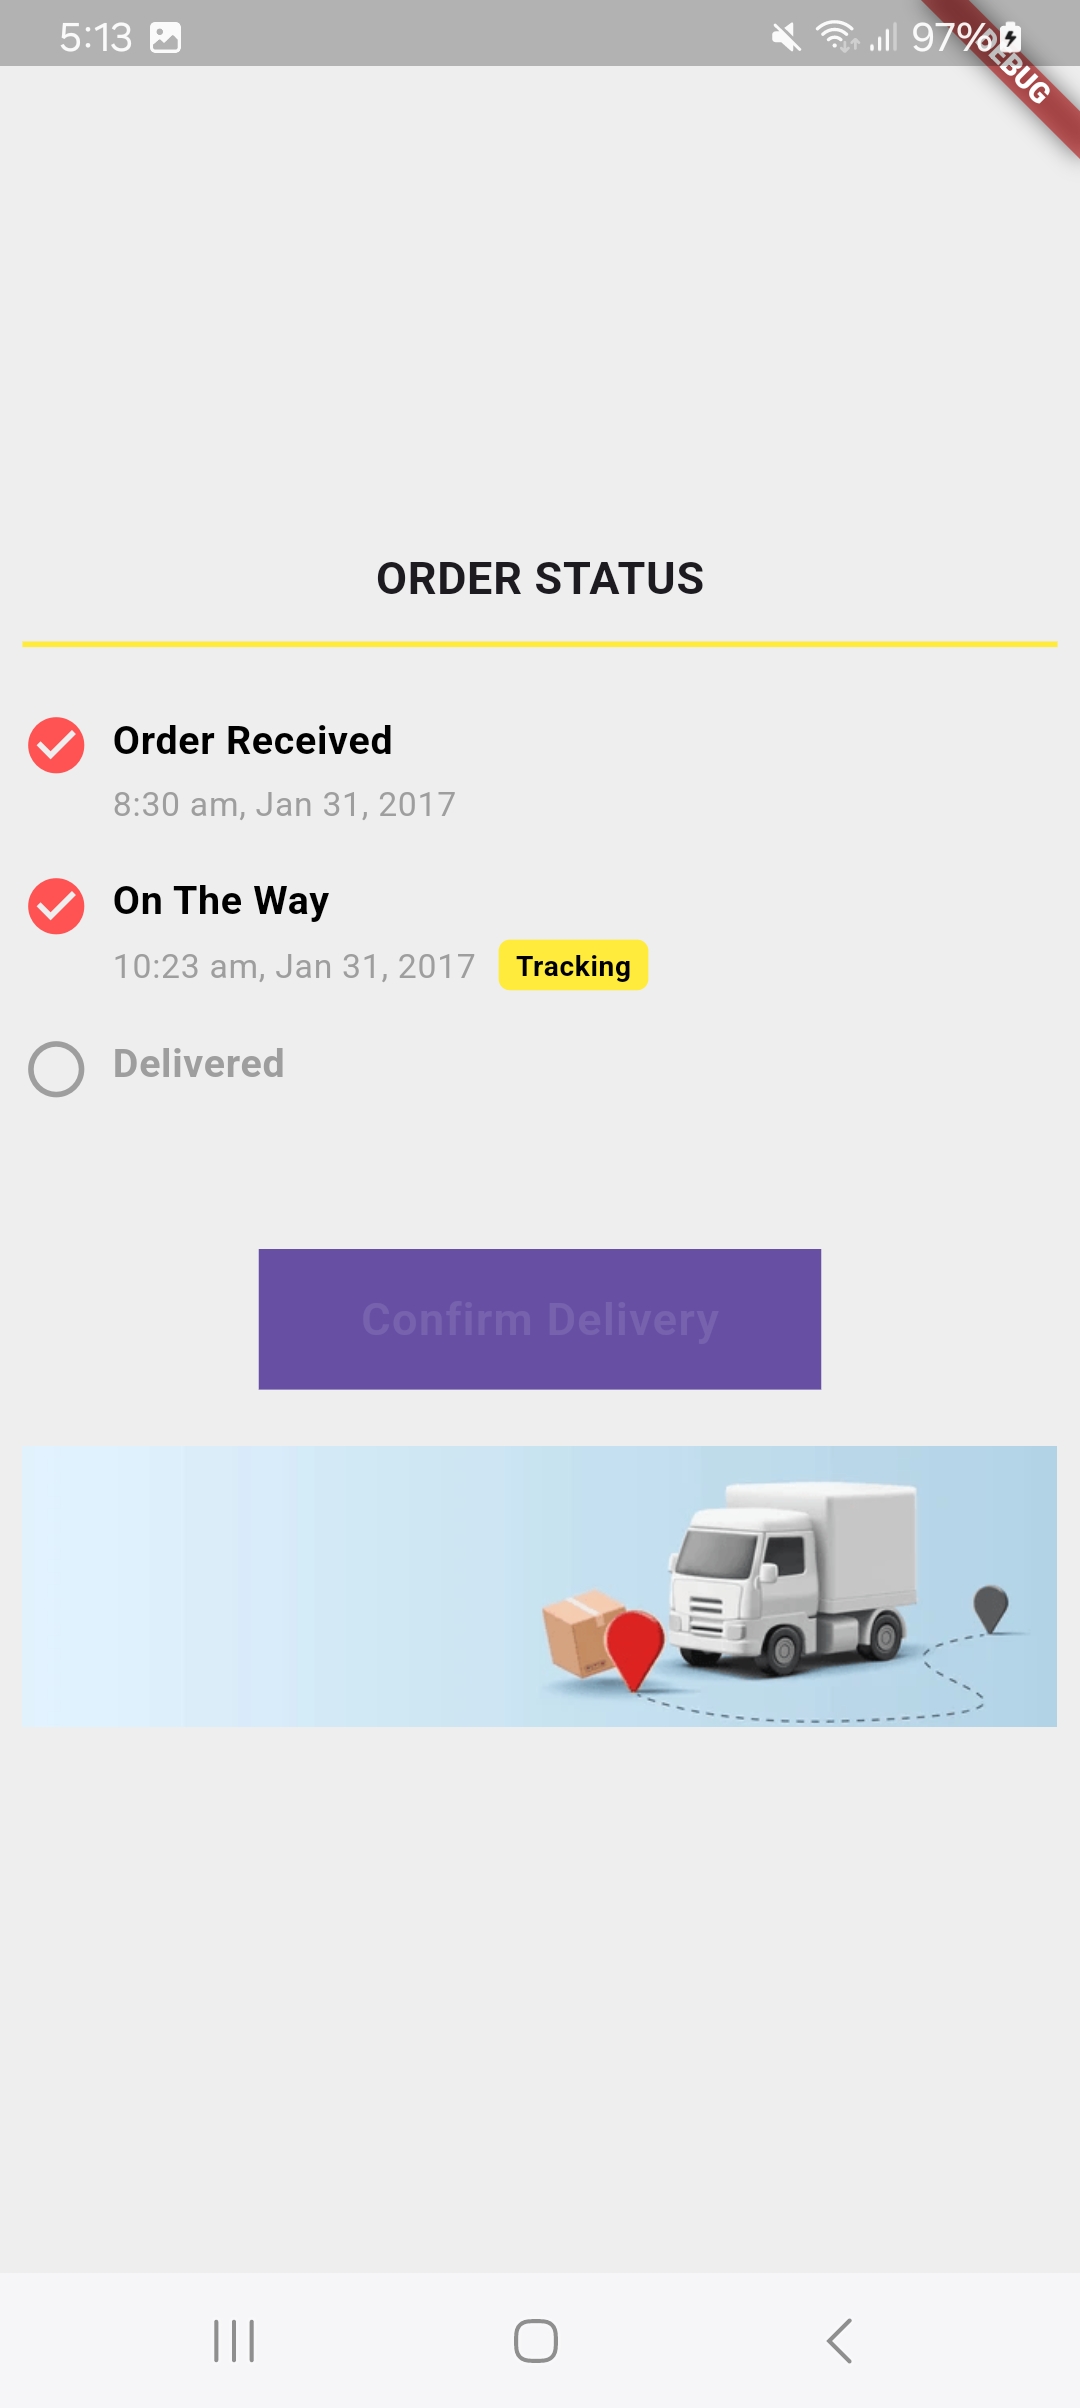 5:13 97%
DEBUG
ORDER STATUS
Order Received
8:30 am, Jan 31, 2017
On The Way
10:23 am, Jan 31, 2017 Tracking
Delivered
Confirm Delivery